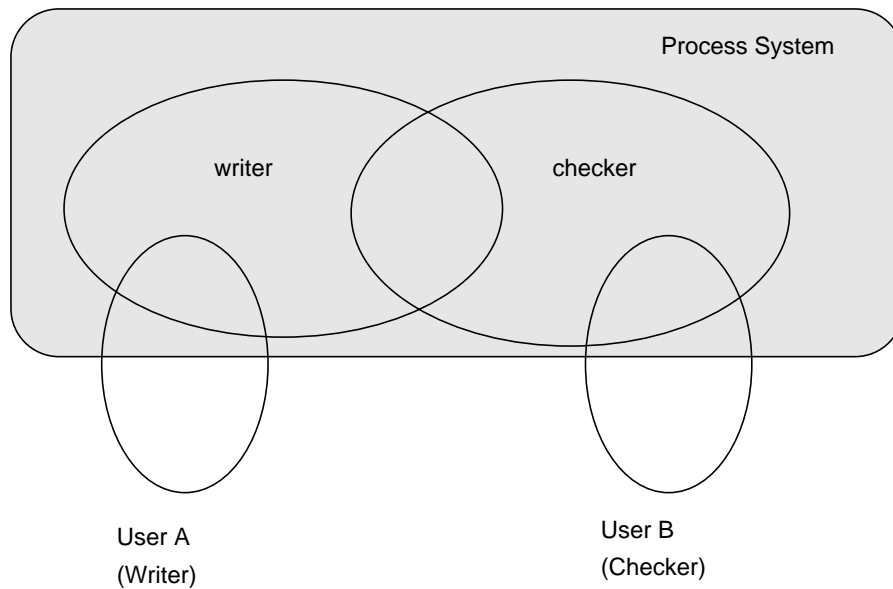 Process System
writer
checker
User A
(Writer)
User B
(Checker)